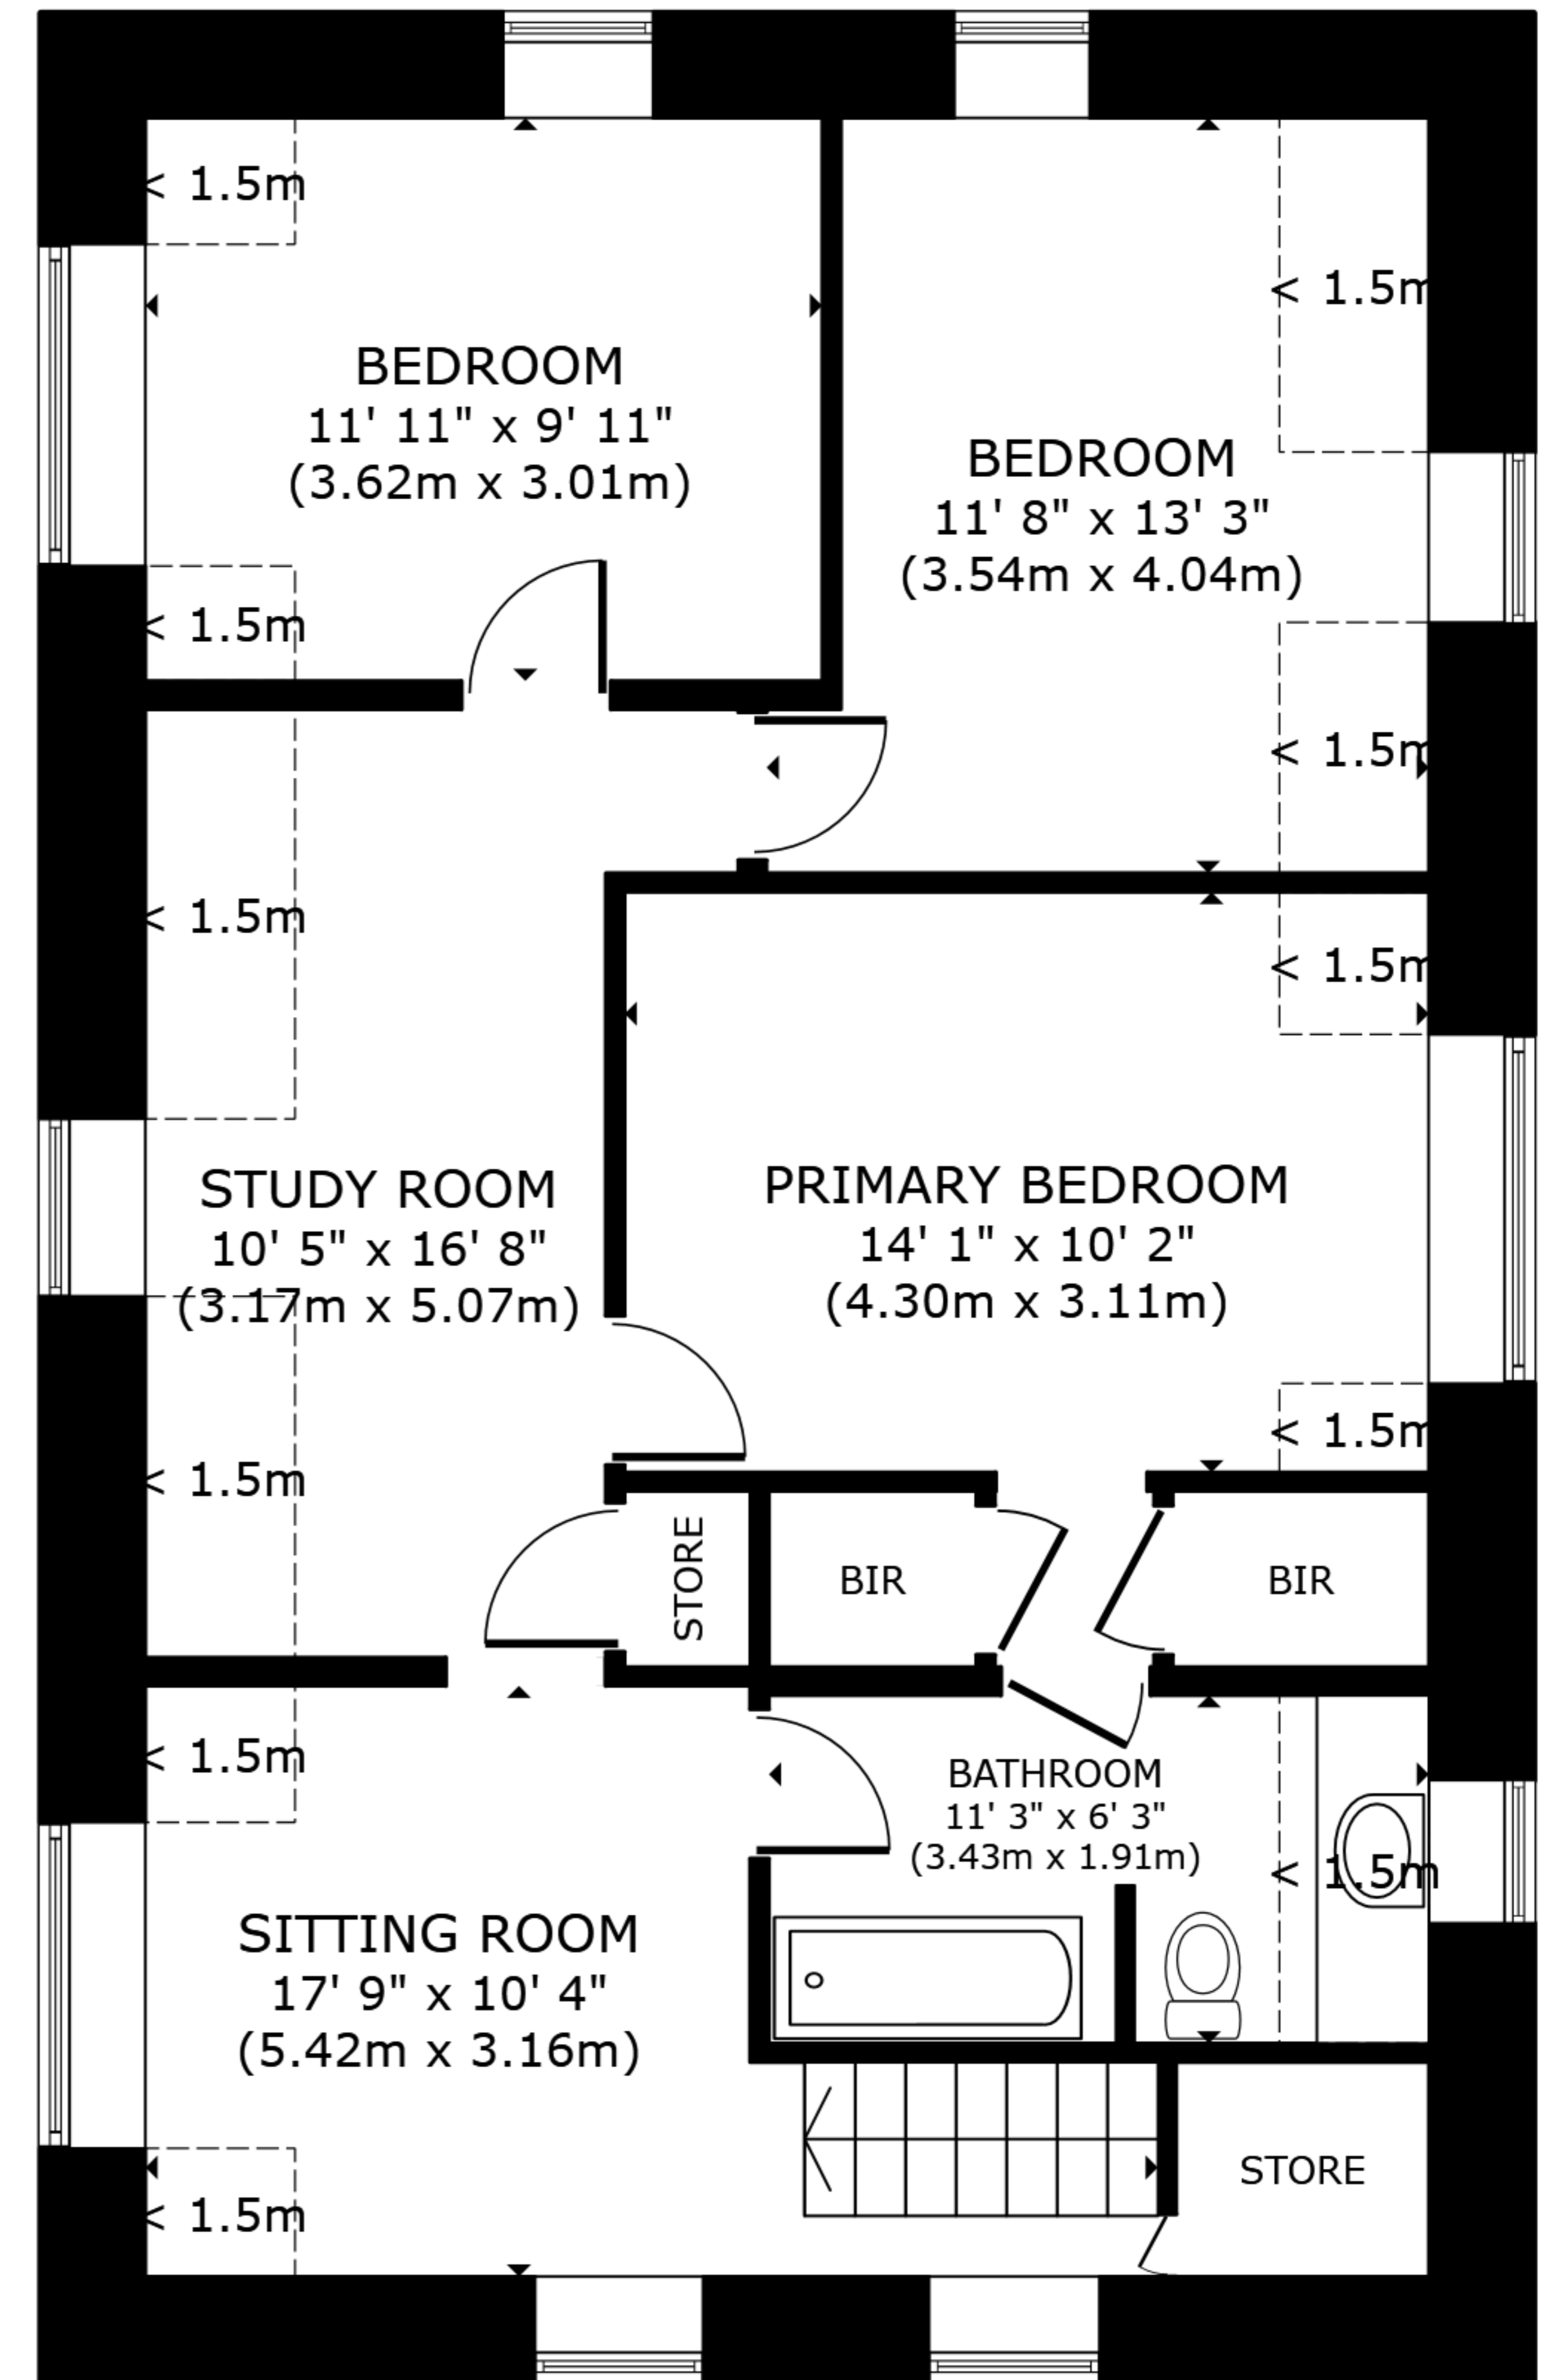 < 1.5m
< 1.5m
BEDROOM
11' 11" x 9' 11"
(3.62m x 3.01m)
BEDROOM
11' 8" x 13' 3"
(3.54m x 4.04m)
< 1.5m
< 1.5m
< 1.5m
< 1.5m
STUDY ROOM
10' 5" x 16' 8"
(3.17m x 5.07m)
PRIMARY BEDROOM
14' 1" x 10' 2"
(4.30m x 3.11m)
< 1.5m
< 1.5m
STORE
BIR
BIR
< 1.5m
BATHROOM
11' 3" x 6' 3"
(3.43m x 1.91m)
< 1.5m
SITTING ROOM
17' 9" x 10' 4"
(5.42m x 3.16m)
STORE
< 1.5m